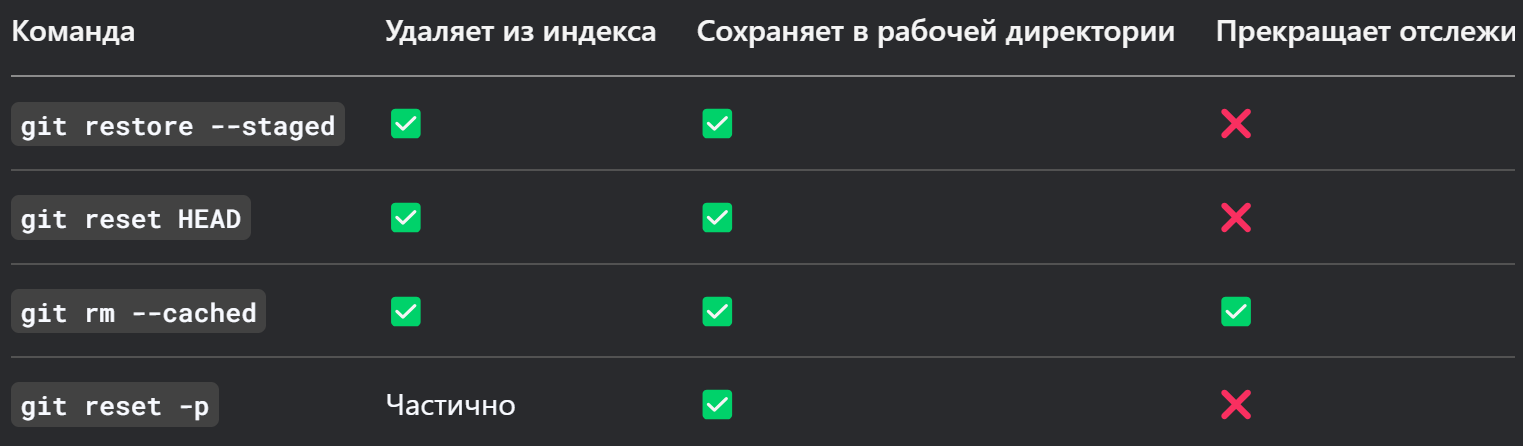 Команда Удаляет из индекса Сохраняет в рабочей директории Прекращает отслежи
git restore --staged ✅ ✅ ❌
git reset HEAD ✅ ✅ ❌
git rm --cached ✅ ✅ ✅
git reset -p Частично ✅ ❌